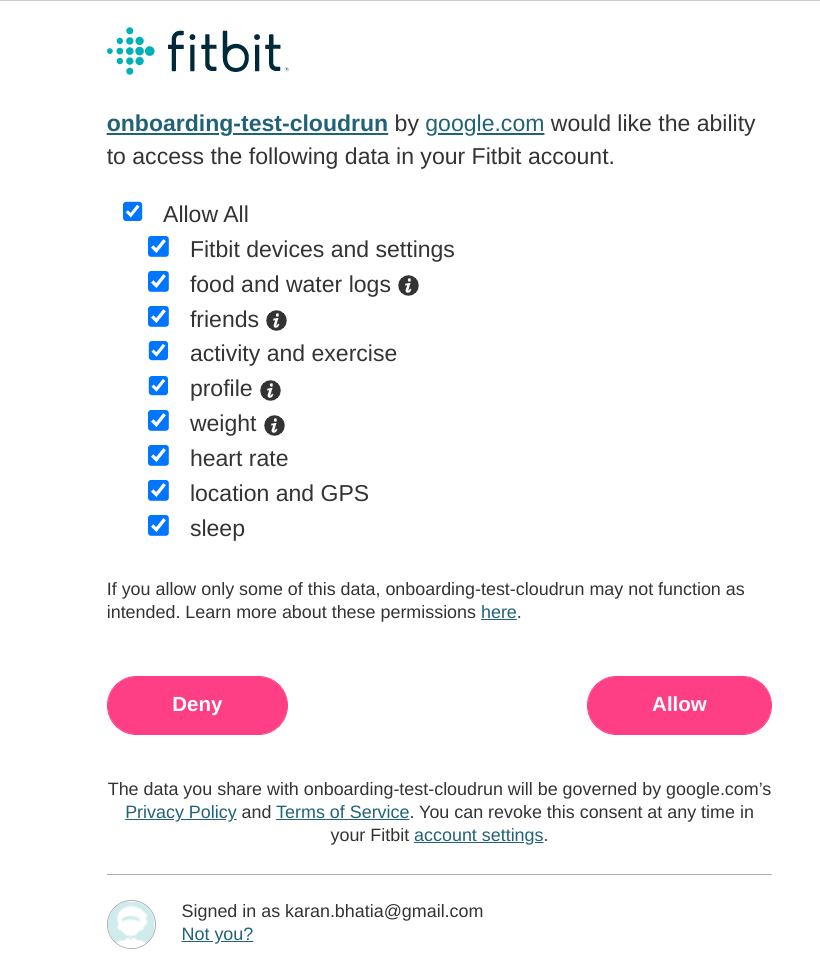 fitbit
onboarding-test-cloudrun by google.com would like the ability
to access the following data in your Fitbit account.
Allow All
Fitbit devices and settings
food and water logs
friends
activity and exercise
profile
weight
heart rate
location and GPS
sleep
If you allow only some of this data, onboarding-test-cloudrun may not function as
intended. Learn more about these permissions here.
Deny
Allow
The data you share with onboarding-test-cloudrun will be governed by google.com’s
Privacy Policy and Terms of Service. You can revoke this consent at any time in
your Fitbit account settings.
Signed in as karan.bhatia@gmail.com
Not you?